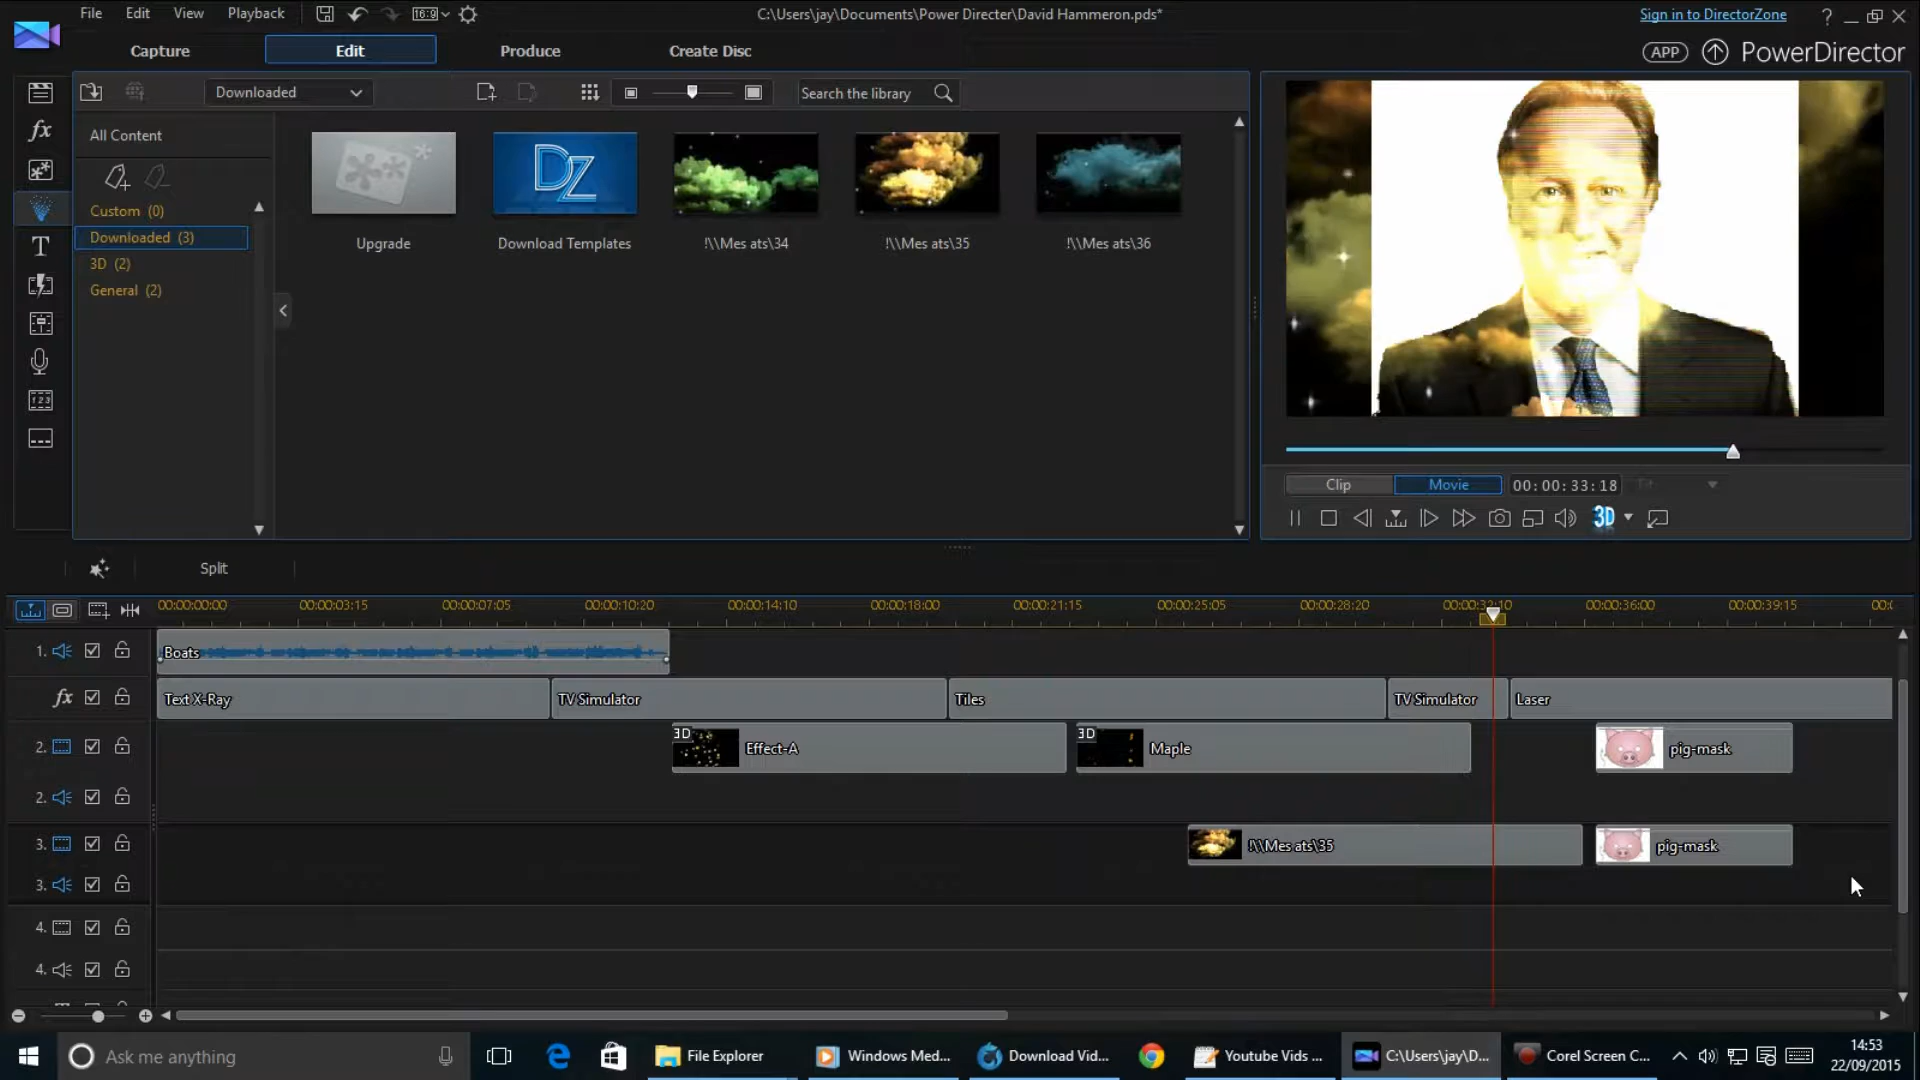 File Edit View Playback 16:9 C:\Users\jay\Documents\Power Directer\David Hammeron.pds* Sign in to DirectorZone ?
Capture Edit Produce Create Disc APP PowerDirector
Downloaded Search the library
All Content
Custom (0)
Downloaded (3)
3D (2)
General (2)
Upgrade Download Templates !\\Mes ats\34 !\\Mes ats\35 !\\Mes ats\36
fx
T
DZ
Clip Movie 00:00:33:18
3D
Split
00:00:00:00 00:00:03:15 00:00:07:05 00:00:10:20 00:00:14:10 00:00:18:00 00:00:21:15 00:00:25:05 00:00:28:20 00:00:32:10 00:00:36:00 00:00:39:15
1. Boats
fx Text X-Ray TV Simulator Tiles TV Simulator Laser
2. 3D Effect-A 3D Maple pig-mask
2.
3. !\\Mes ats\35 pig-mask
3.
4.
4.
Ask me anything File Explorer Windows Med... Download Vid... Youtube Vids ... C:\Users\jay\D... Corel Screen C... 14:53
22/09/2015